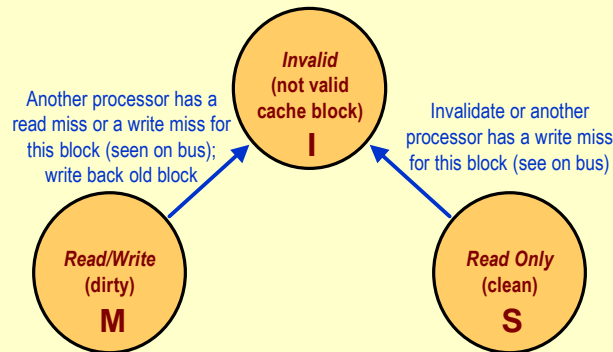 Invalid
(not valid
cache block)
I
Another processor has a
read miss or a write miss for
this block (seen on bus);
write back old block
Invalidate or another
processor has a write miss
for this block (see on bus)
Read/Write
(dirty)
M
Read Only
(clean)
S